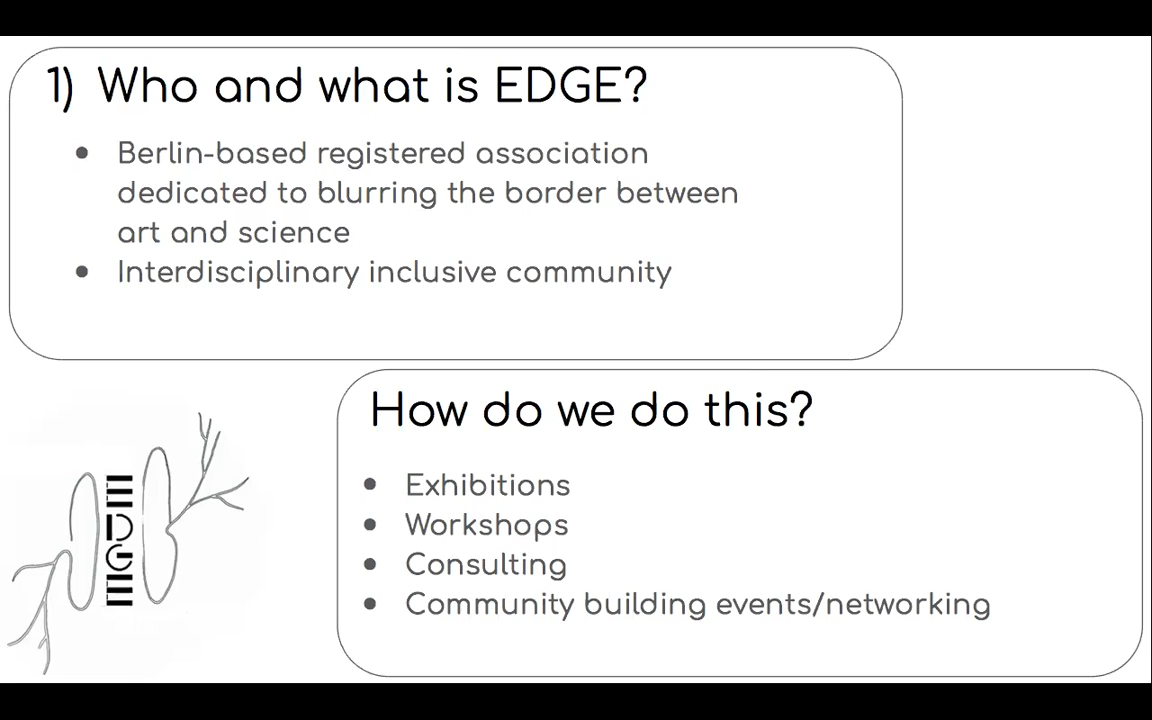 1) Who and what is EDGE?
● Berlin-based registered association
dedicated to blurring the border between
art and science
● Interdisciplinary inclusive community
EDGE
How do we do this?
● Exhibitions
● Workshops
● Consulting
● Community building events/networking